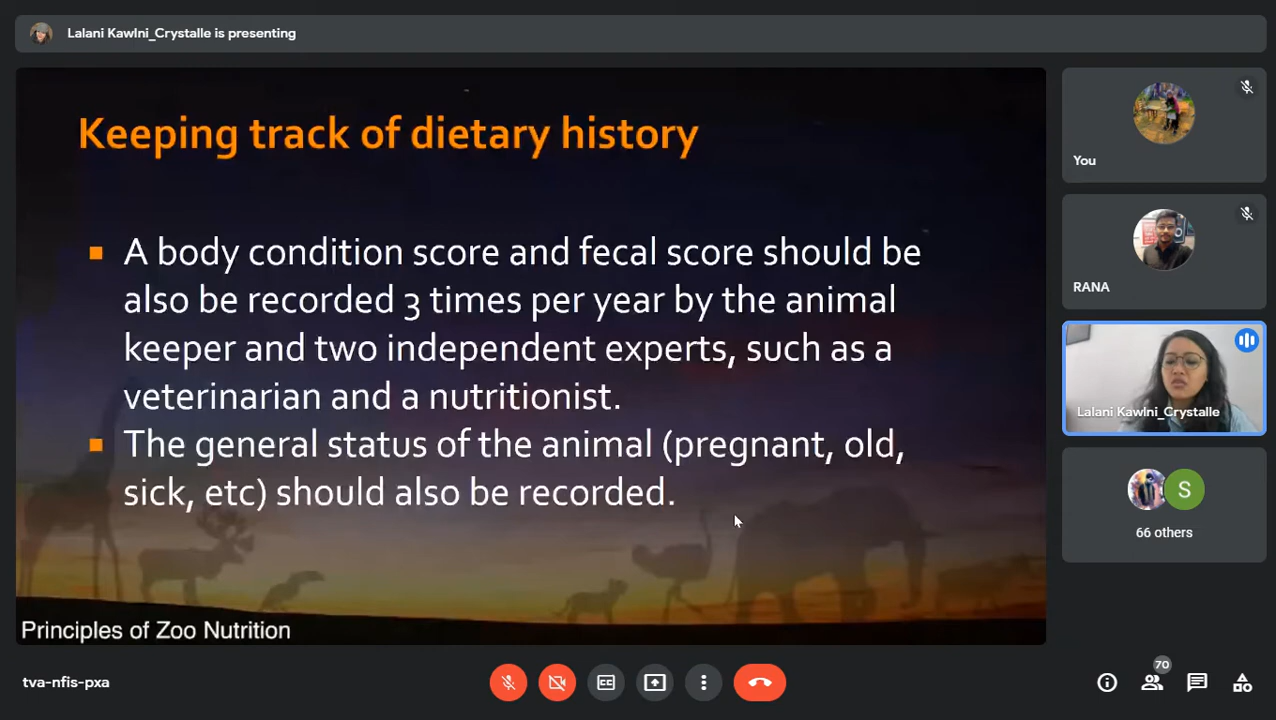 Lalani Kawlni_Crystalle is presenting
Keeping track of dietary history
A body condition score and fecal score should be
also be recorded 3 times per year by the animal
keeper and two independent experts, such as a
veterinarian and a nutritionist.
The general status of the animal (pregnant, old,
sick, etc) should also be recorded.
Principles of Zoo Nutrition
You
RANA
Lalani Kawlni_Crystalle
S
66 others
tva-nfis-pxa
CC
70